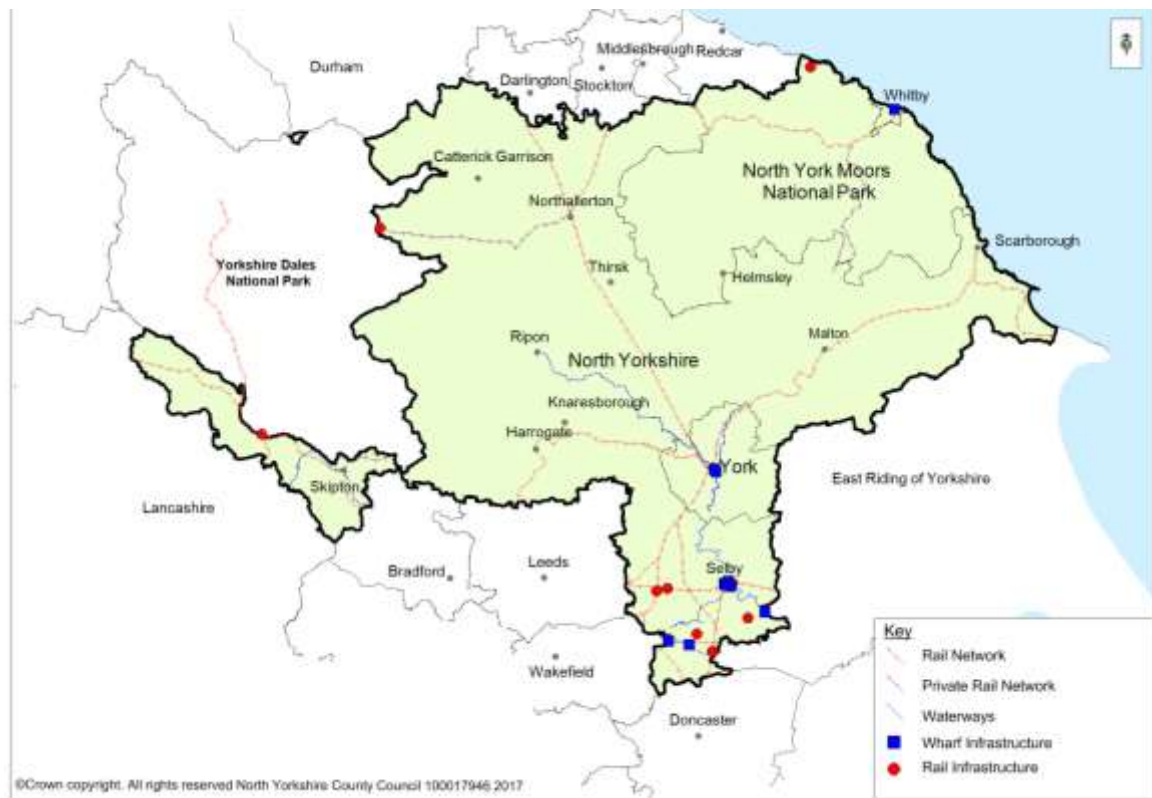 Durham
Middlesbrough
Redcar
Darlington
Stockton
Whitby
Catterick Garrison
North York Moors
National Park
Northallerton
Scarborough
Yorkshire Dales
National Park
Thirsk
Helmsley
Ripon
North Yorkshire
Malton
Knaresborough
Harrogate
York
Skipton
East Riding of Yorkshire
Lancashire
Bradford
Leeds
Selby
Wakefield
Doncaster
Key
Rail Network
Private Rail Network
Waterways
Wharf Infrastructure
Rail Infrastructure
©Crown copyright. All rights reserved North Yorkshire County Council 100017946 2017